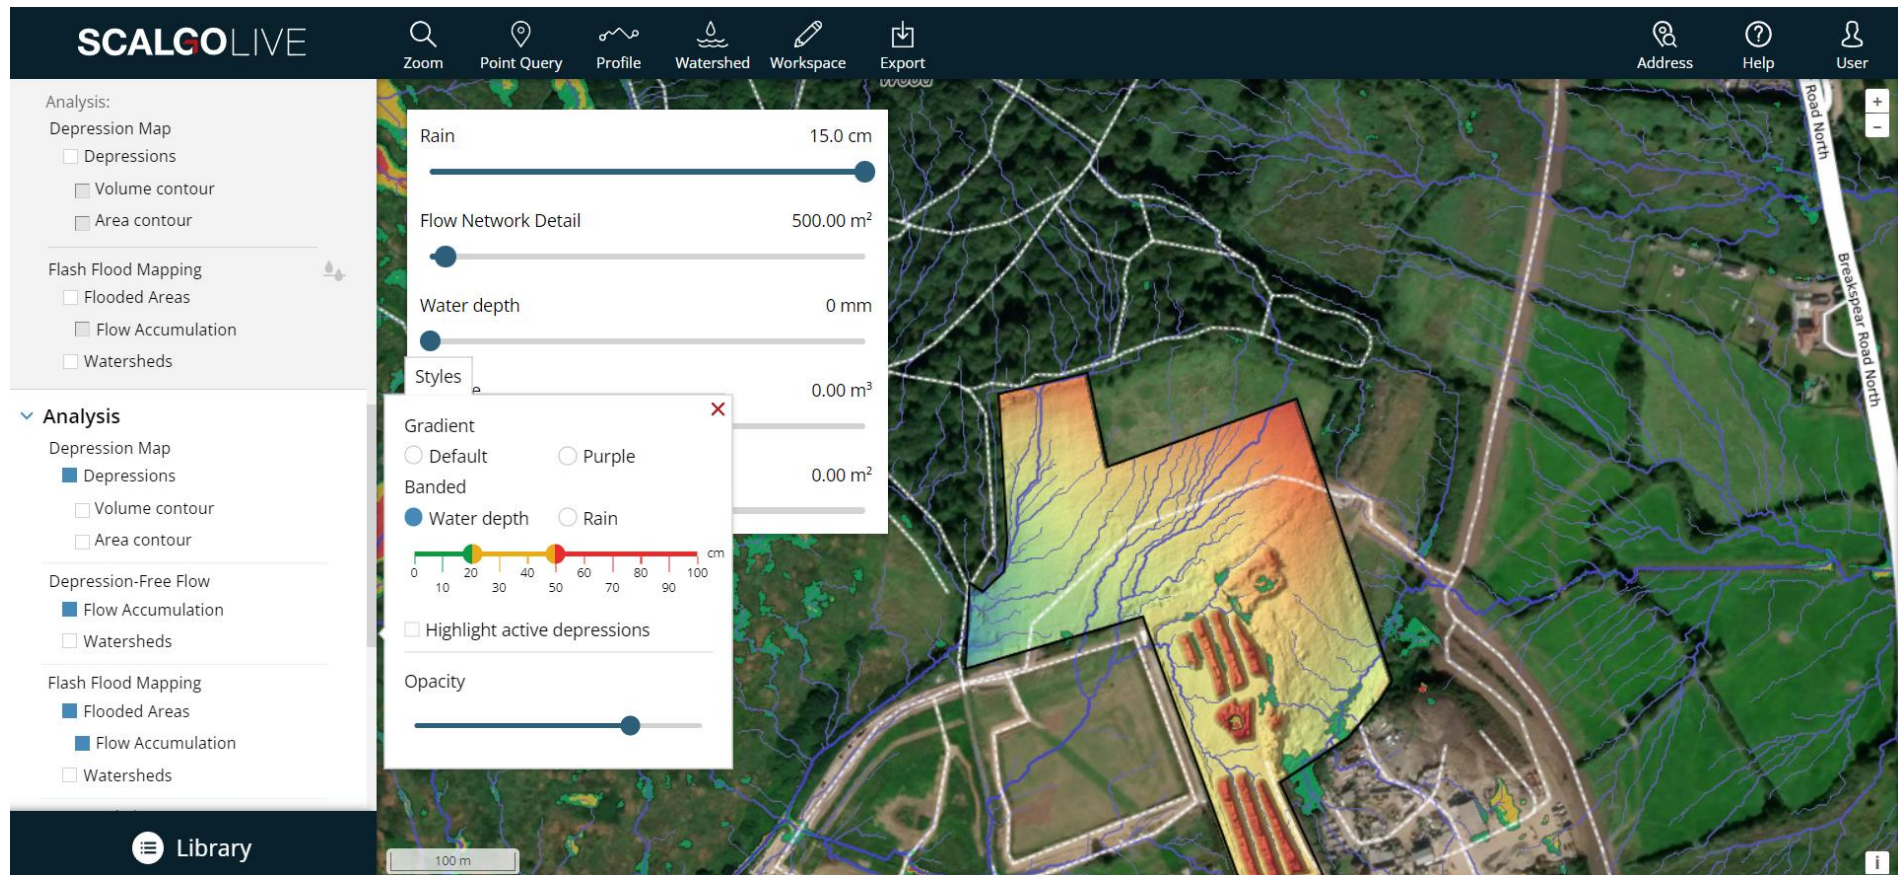 SCALGOLIVE
Zoom
Point Query
Profile
Watershed
Workspace
Export
Address
Help
User
Analysis:
Depression Map
Depressions
Volume contour
Area contour
Flash Flood Mapping
Flooded Areas
Flow Accumulation
Watersheds
Analysis
Depression Map
Depressions
Volume contour
Area contour
Depression-Free Flow
Flow Accumulation
Watersheds
Flash Flood Mapping
Flooded Areas
Flow Accumulation
Watersheds
Library
Rain 15.0 cm
Flow Network Detail 500.00 m²
Water depth 0 mm
0.00 m³
0.00 m²
Styles
Gradient
Default Purple
Banded
Water depth Rain
cm
0 20 40 60 80 100
10 30 50 70 90
Highlight active depressions
Opacity
Wood
Road North
Breakspear Road North
+
−
100 m
i